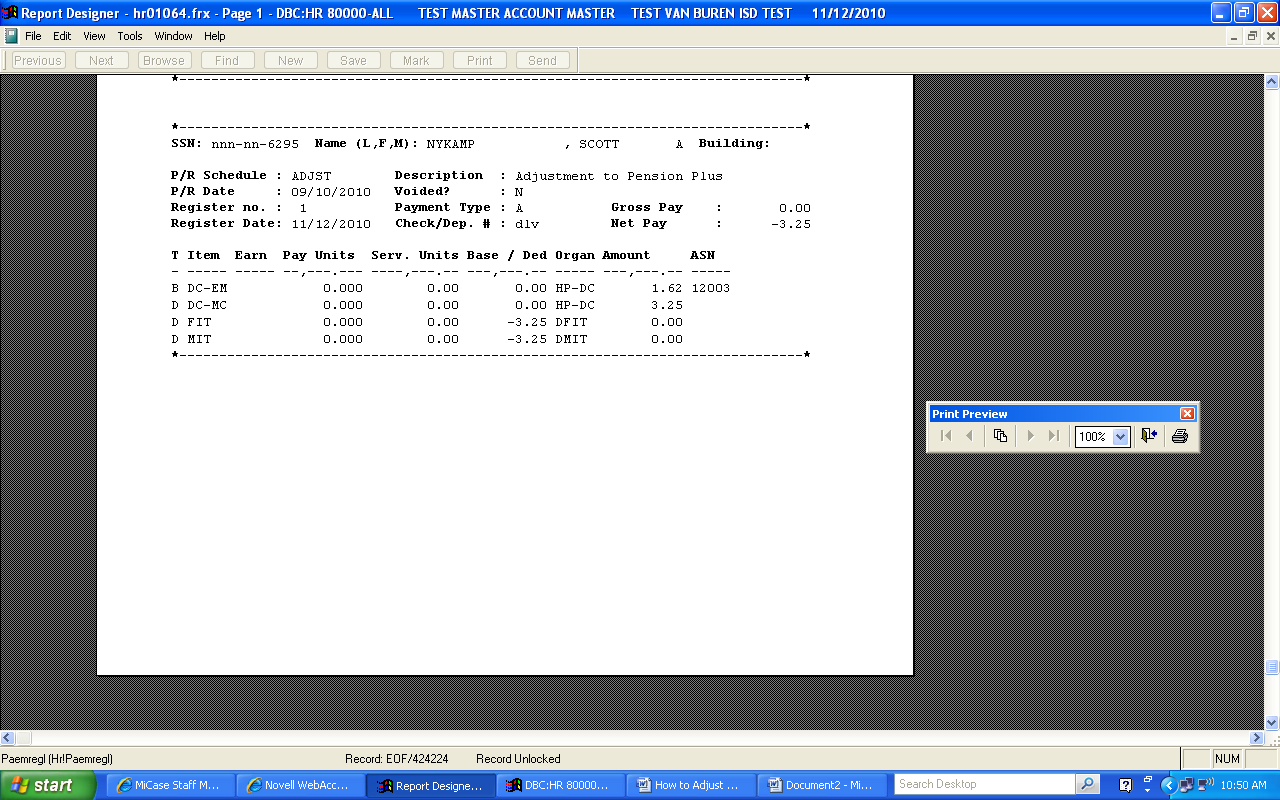 Report Designer - hr01064.frx - Page 1 - DBC:HR 80000-ALL TEST MASTER ACCOUNT MASTER TEST VAN BUREN ISD TEST 11/12/2010
File Edit View Tools Window Help
Previous Next Browse Find New Save Mark Print Send
*-------------------------------------------------------------------------------*
*-------------------------------------------------------------------------------*
SSN: nnn-nn-6295 Name (L,F,M): NYKAMP , SCOTT A Building:
P/R Schedule : ADJST Description : Adjustment to Pension Plus
P/R Date : 09/10/2010 Voided? : N
Register no. : 1 Payment Type : A Gross Pay : 0.00
Register Date: 11/12/2010 Check/Dep. # : dlv Net Pay : -3.25
T Item Earn Pay Units Serv. Units Base / Ded Organ Amount ASN
- ----- ----- --,---.--- ----,---.-- ---,---.-- ----- ---,---.-- -----
B DC-EM 0.000 0.00 0.00 HP-DC 1.62 12003
D DC-MC 0.000 0.00 0.00 HP-DC 3.25
D FIT 0.000 0.00 -3.25 DFIT 0.00
D MIT 0.000 0.00 -3.25 DMIT 0.00
*-------------------------------------------------------------------------------*
Print Preview
100%
Paemregl (Hr!Paemregl) Record: EOF/424224 Record Unlocked NUM
start MiCase Staff M... Novell WebAcc... Report Designe... DBC:HR 80000... How to Adjust ... Document2 - Mi... Search Desktop 10:50 AM